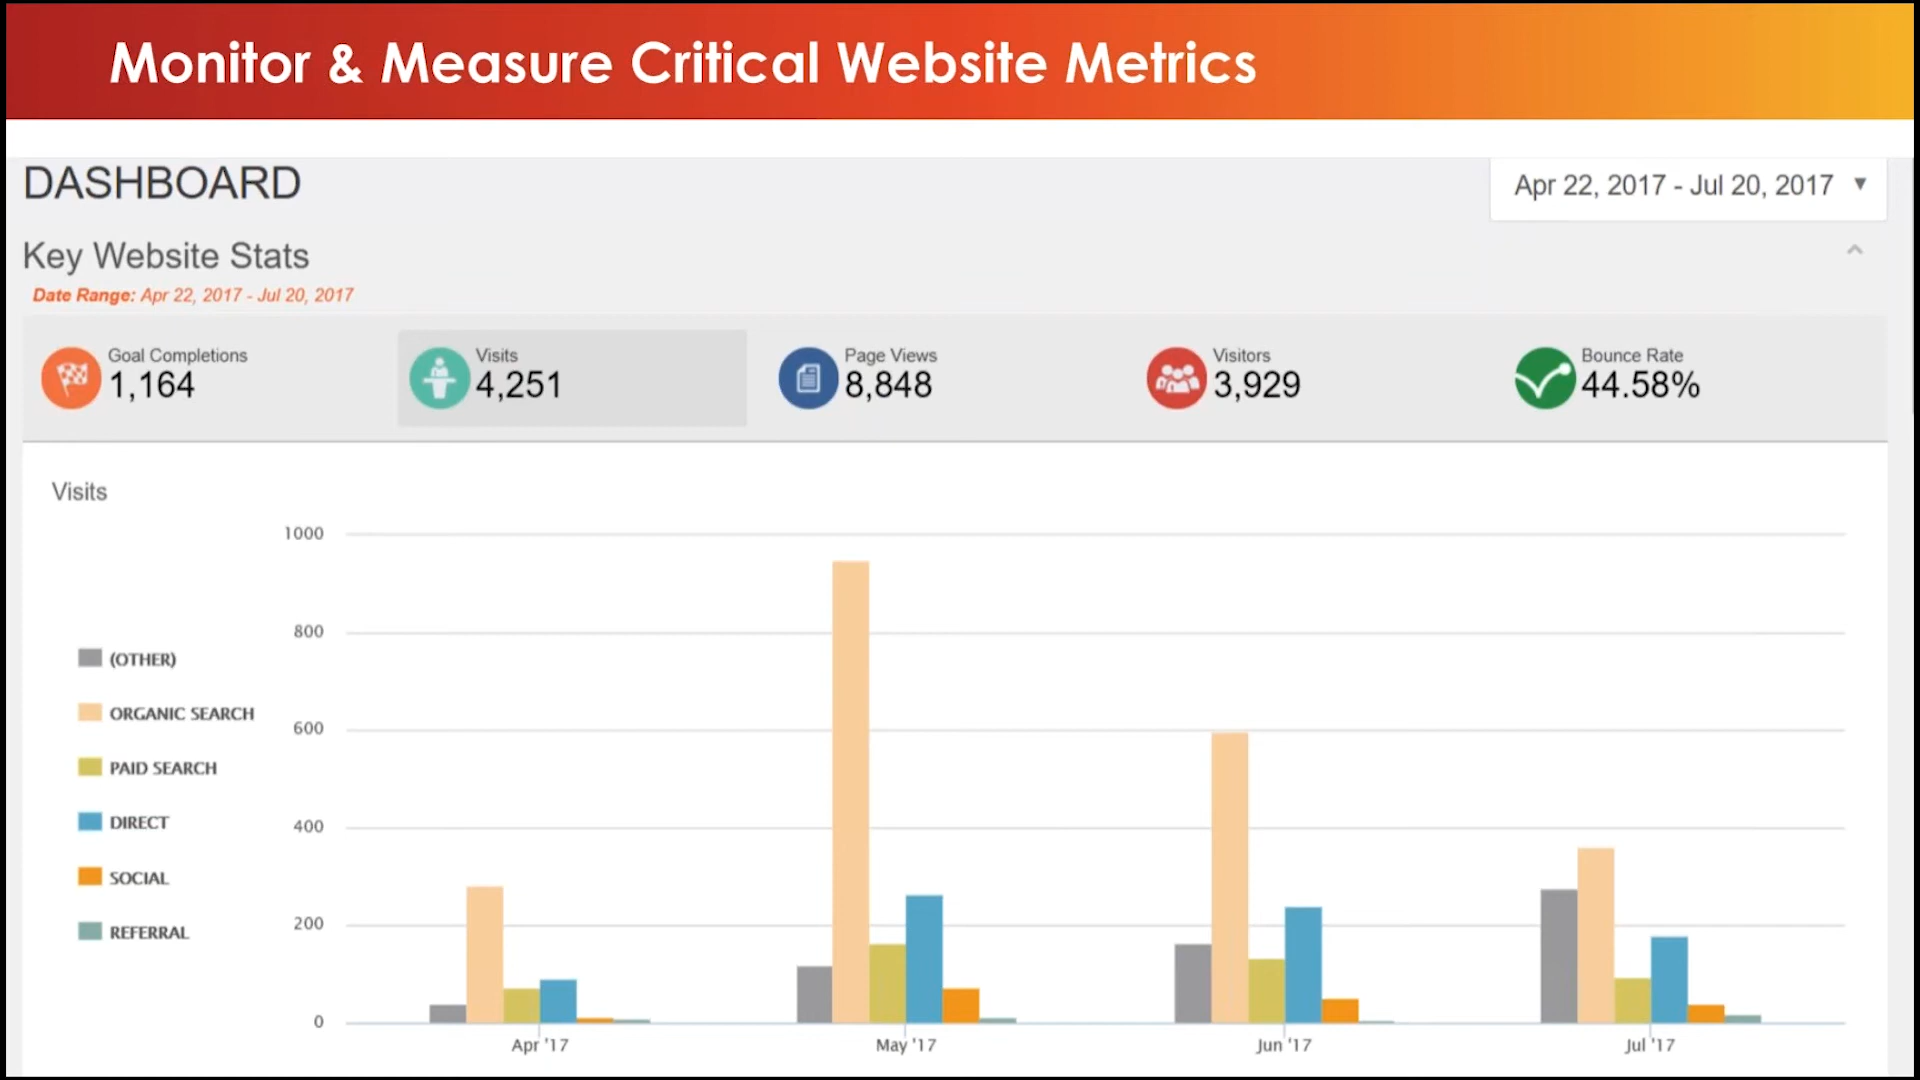 Monitor & Measure Critical Website Metrics
DASHBOARD
Apr 22, 2017 - Jul 20, 2017 ▼
Key Website Stats
Date Range: Apr 22, 2017 - Jul 20, 2017
Goal Completions
1,164
Visits
4,251
Page Views
8,848
Visitors
3,929
Bounce Rate
44.58%
Visits
1000
800
600
400
200
0
(OTHER)
ORGANIC SEARCH
PAID SEARCH
DIRECT
SOCIAL
REFERRAL
Apr '17
May '17
Jun '17
Jul '17